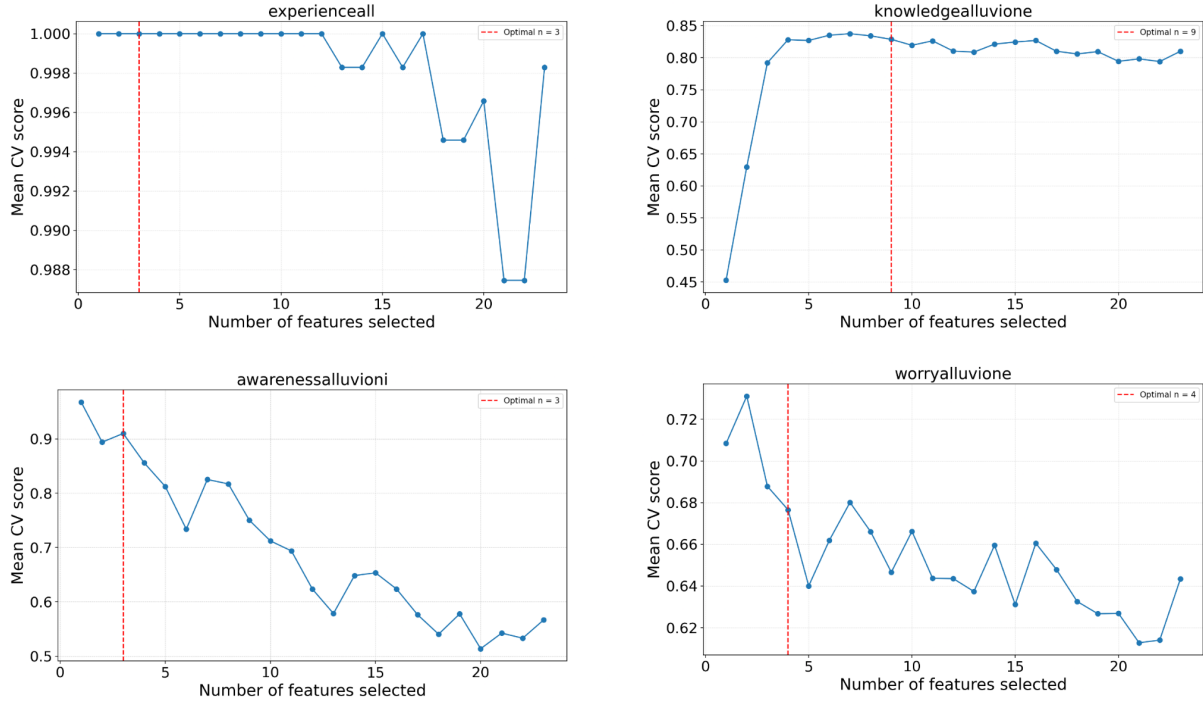 experienceall
1.000
0.998
0.996
0.994
0.992
0.990
0.988
Mean CV score
Optimal n = 3
0 5 10 15 20
Number of features selected
knowledgealluvione
0.85
0.80
0.75
0.70
0.65
0.60
0.55
0.50
0.45
Mean CV score
Optimal n = 9
0 5 10 15 20
Number of features selected
awarenessalluvioni
0.9
0.8
0.7
0.6
0.5
Mean CV score
Optimal n = 3
0 5 10 15 20
Number of features selected
worryalluvione
0.72
0.70
0.68
0.66
0.64
0.62
Mean CV score
Optimal n = 4
0 5 10 15 20
Number of features selected